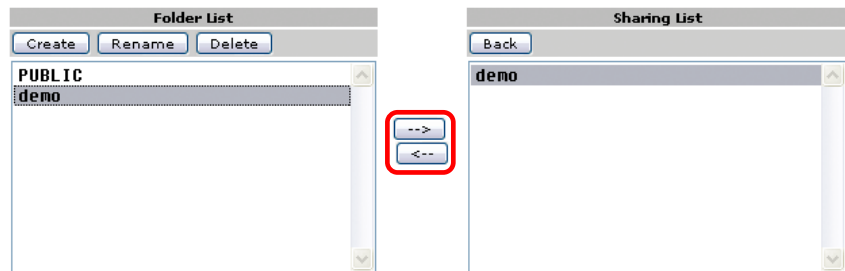 Folder List
Create Rename Delete
PUBLIC
demo
-->
<--
Sharing List
Back
demo